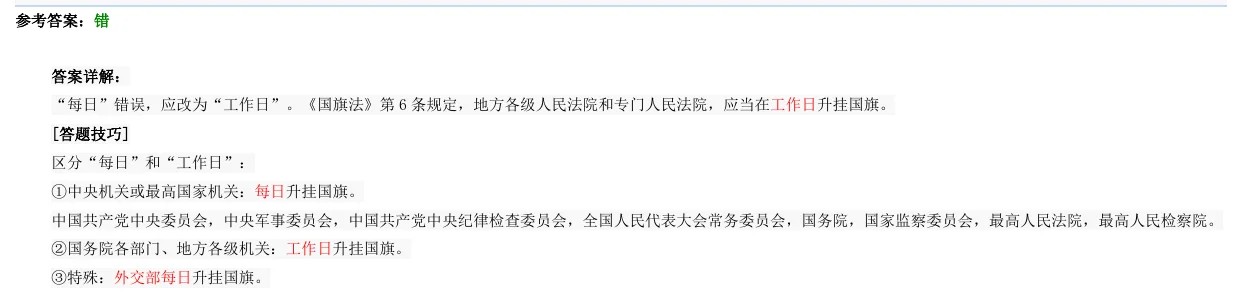 参考答案：错
答案详解：
“每日”错误，应改为“工作日”。《国旗法》第 6 条规定，地方各级人民法院和专门人民法院，应当在工作日升挂国旗。
[答题技巧]
区分“每日”和“工作日”：
①中央机关或最高国家机关：每日升挂国旗。
中国共产党中央委员会，中央军事委员会，中国共产党中央纪律检查委员会，全国人民代表大会常务委员会，国务院，国家监察委员会，最高人民法院，最高人民检察院。
②国务院各部门、地方各级机关：工作日升挂国旗。
③特殊：外交部每日升挂国旗。